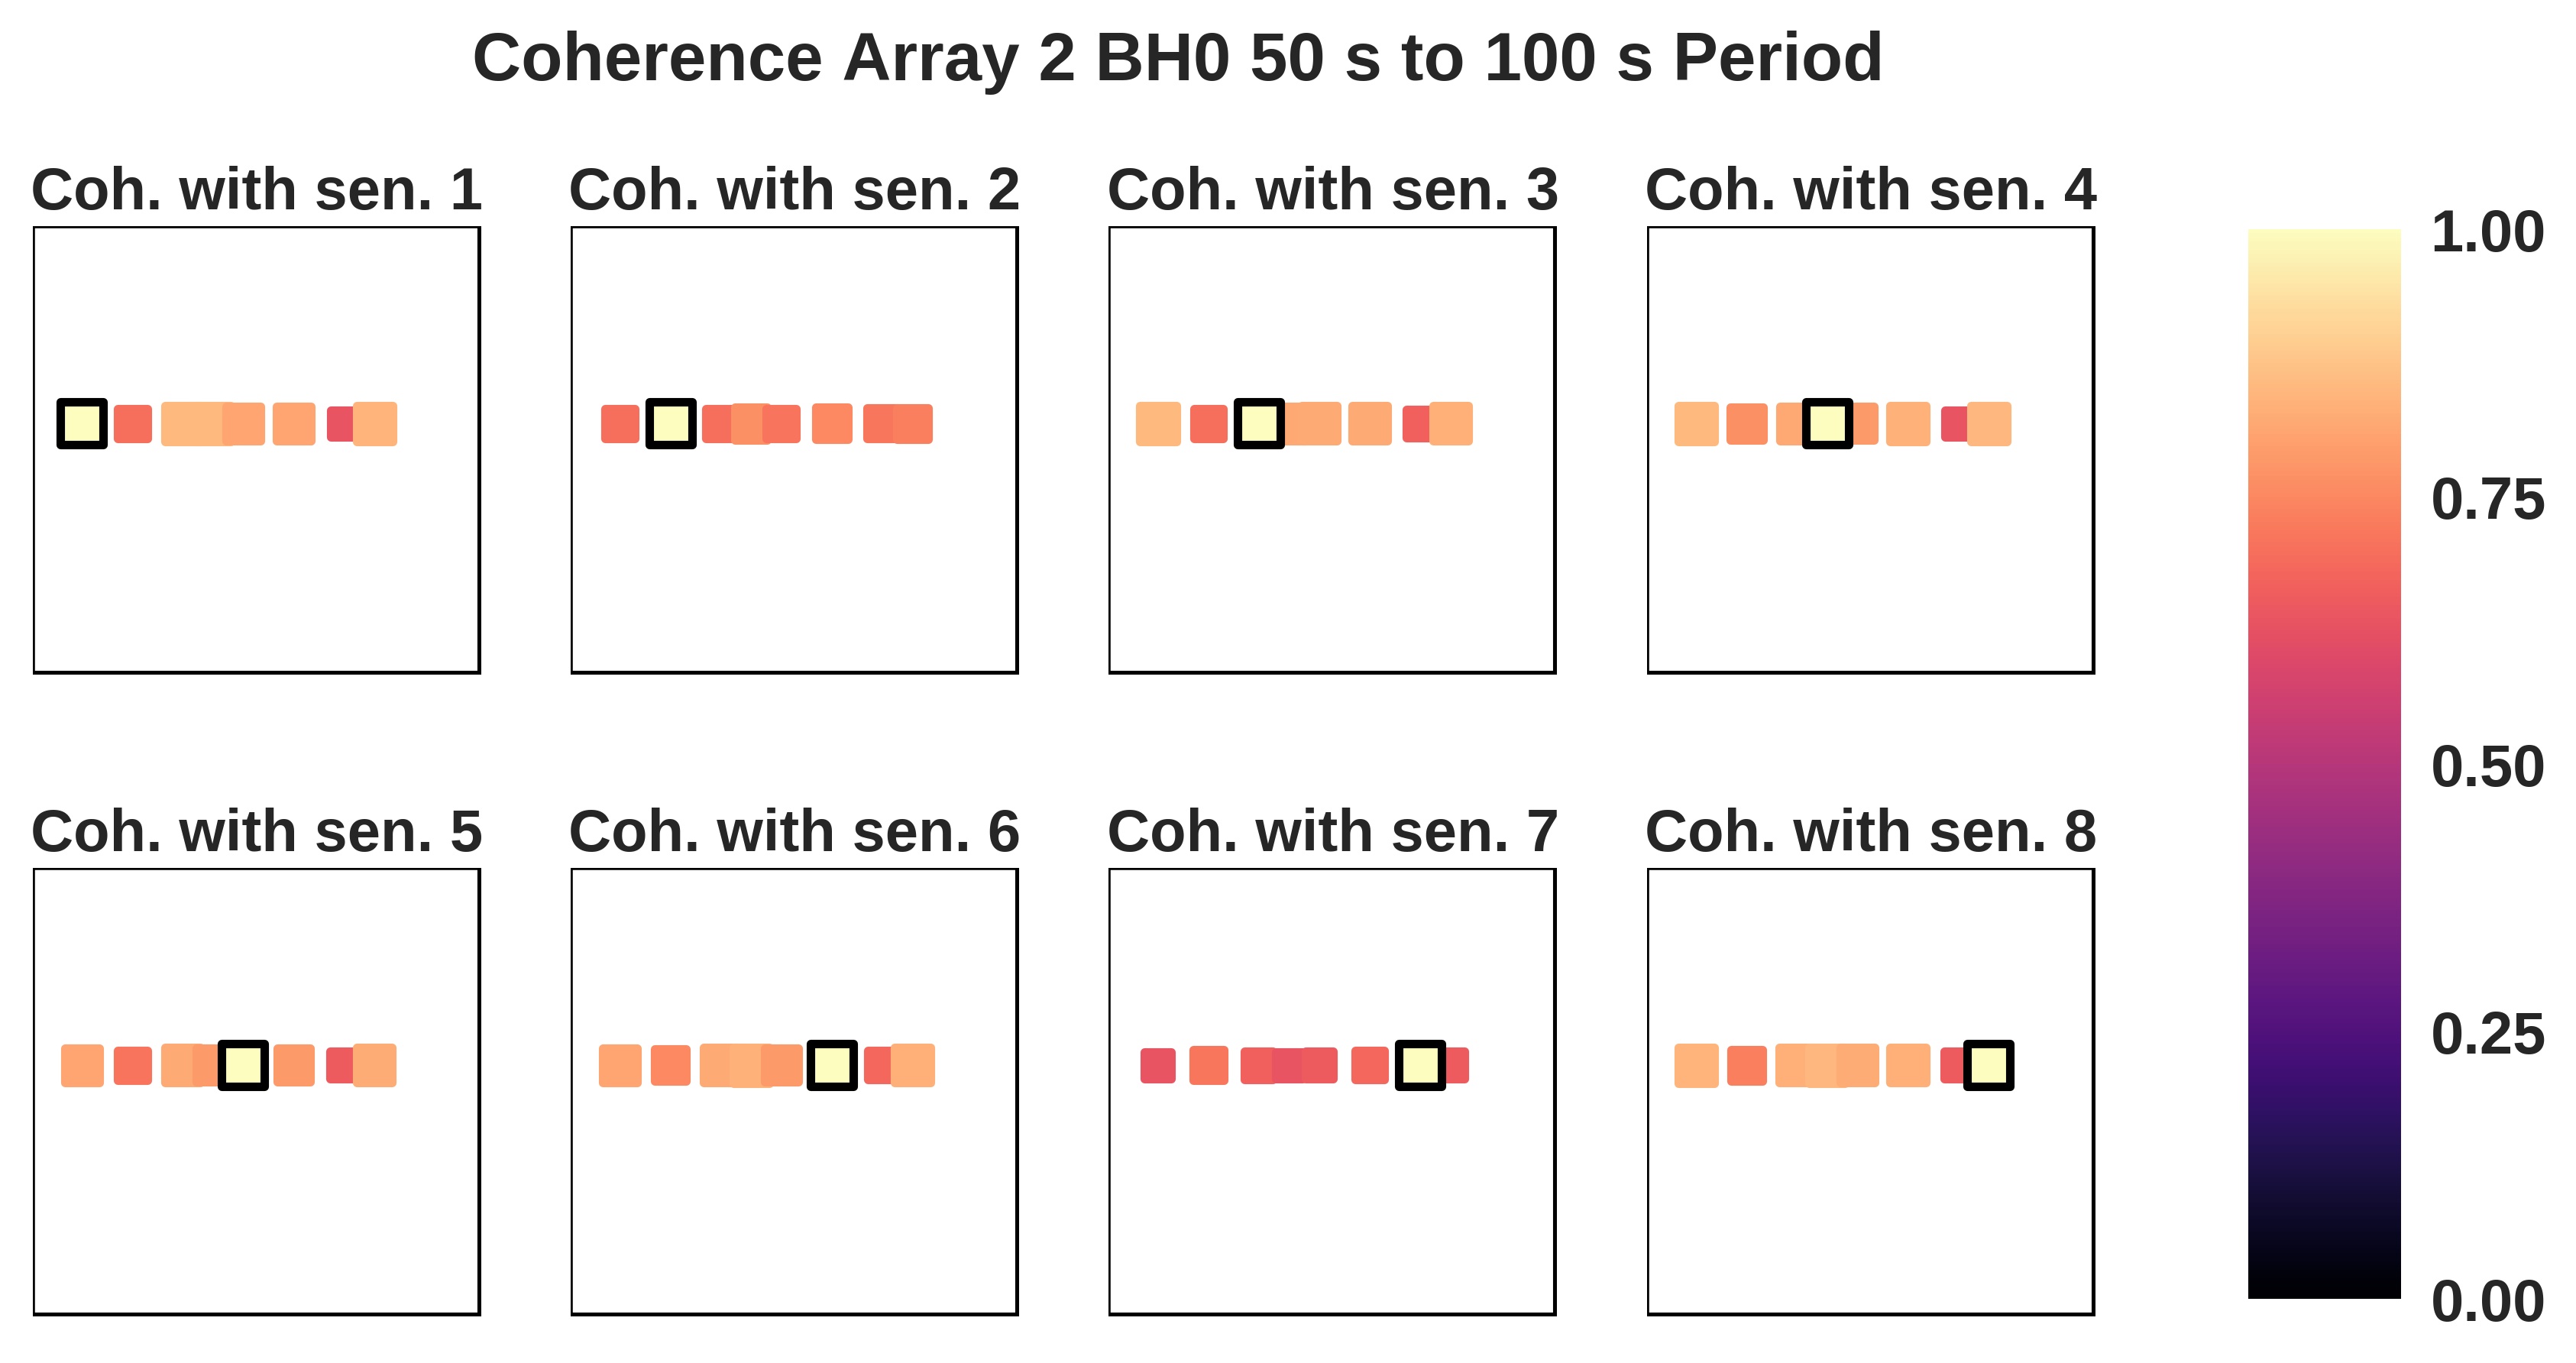 Coherence Array 2 BH0 50 s to 100 s Period
Coh. with sen. 1
Coh. with sen. 2
Coh. with sen. 3
Coh. with sen. 4
1.00
0.75
0.50
0.25
0.00
Coh. with sen. 5
Coh. with sen. 6
Coh. with sen. 7
Coh. with sen. 8